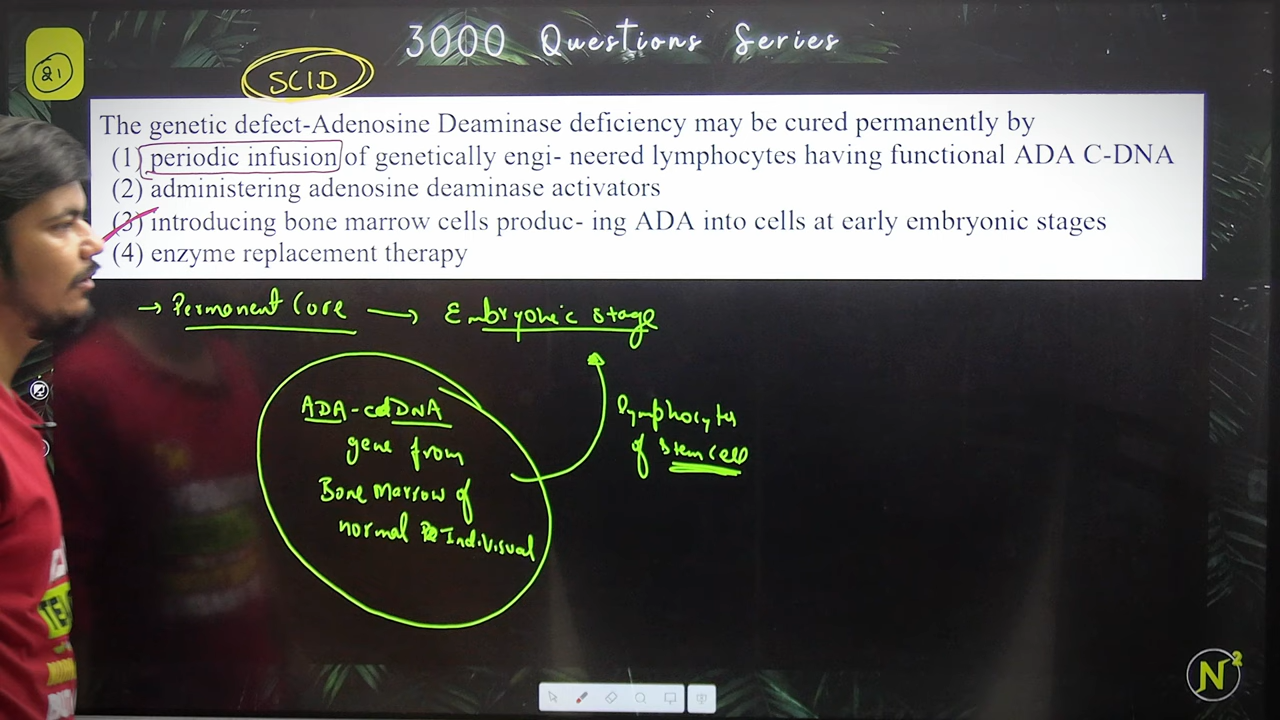 3000 Questions Series
21
SCID
The genetic defect-Adenosine Deaminase deficiency may be cured permanently by
(1) periodic infusion of genetically engi- neered lymphocytes having functional ADA C-DNA
(2) administering adenosine deaminase activators
(3) introducing bone marrow cells produc- ing ADA into cells at early embryonic stages
(4) enzyme replacement therapy
→ Permanent Cure → Embryonic stage
ADA-cDNA
gene from
Bone Marrow of
normal Indivisual
lymphocytes
of stem cell
N²